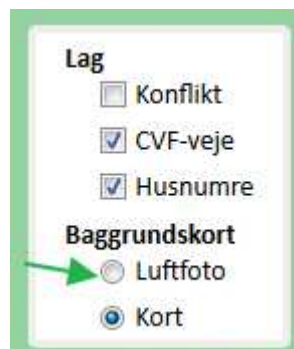 Lag
Konflikt
CVF-veje
Husnumre
Baggrundskort
Luftfoto
Kort